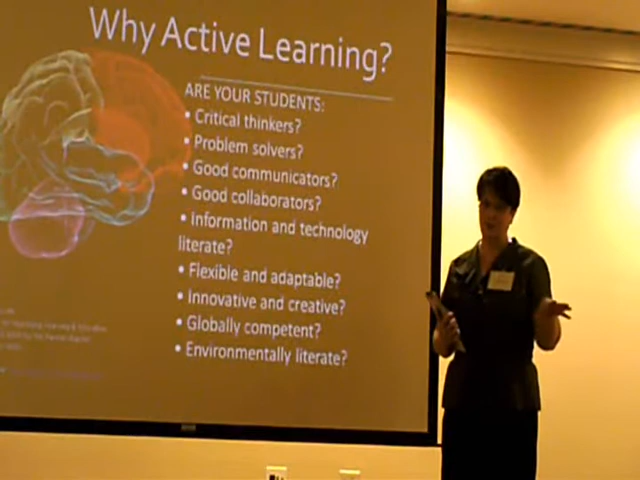 Why Active Learning?
ARE YOUR STUDENTS:
• Critical thinkers?
• Problem solvers?
• Good communicators?
• Good collaborators?
• Information and technology
literate?
• Flexible and adaptable?
• Innovative and creative?
• Globally competent?
• Environmentally literate?